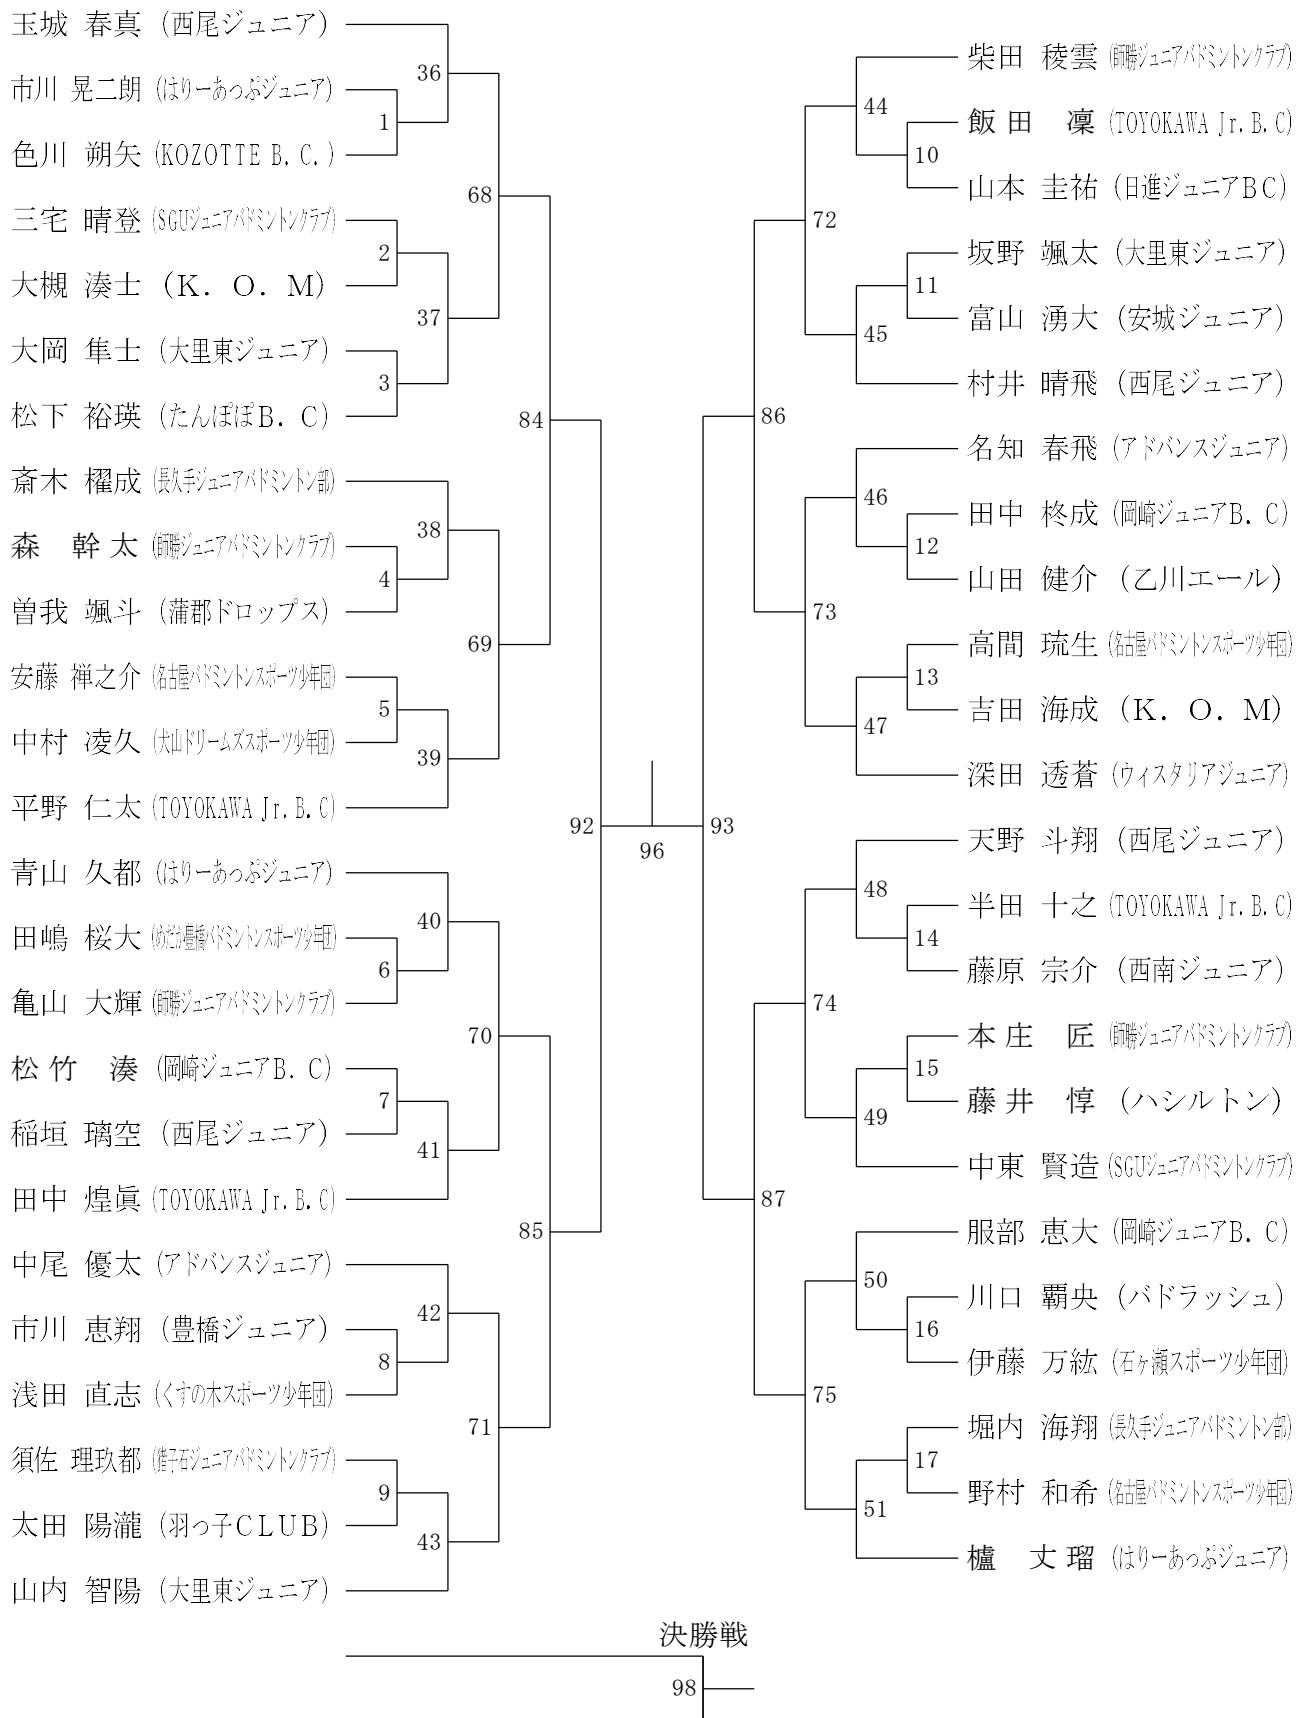 玉城 春真 (西尾ジュニア)
市川 晃二朗 (はりーあっぷジュニア)
36
1
色川 朔矢 (KOZOTTE B. C.)
68
三宅 晴登 (SGUジュニアバドミントンクラブ)
2
大槻 湊士 (K. O. M)
37
大岡 隼士 (大里東ジュニア)
3
松下 裕瑛 (たんぽぽB. C)
84
斎木 櫂成 (長久手ジュニアバドミントン部)
38
森 幹太 (師勝ジュニアバドミントンクラブ)
4
曽我 颯斗 (蒲郡ドロップス)
69
安藤 禅之介 (名古屋バドミントンスポーツ少年団)
5
中村 凌久 (犬山ドリームズスポーツ少年団)
39
平野 仁太 (TOYOKAWA Jr. B. C)
92
青山 久都 (はりーあっぷジュニア)
40
田嶋 桜大 (めだか豊橋バドミントンスポーツ少年団)
6
亀山 大輝 (師勝ジュニアバドミントンクラブ)
70
松竹 湊 (岡崎ジュニアB. C)
7
稲垣 璃空 (西尾ジュニア)
41
田中 煌眞 (TOYOKAWA Jr. B. C)
85
中尾 優太 (アドバンスジュニア)
42
市川 恵翔 (豊橋ジュニア)
8
浅田 直志 (くすの木スポーツ少年団)
71
須佐 理玖都 (猪子石ジュニアバドミントンクラブ)
9
太田 陽瀧 (羽っ子CLUB)
43
山内 智陽 (大里東ジュニア)
96
柴田 稜雲 (師勝ジュニアバドミントンクラブ)
44
飯田 凜 (TOYOKAWA Jr. B. C)
10
山本 圭祐 (日進ジュニアBC)
72
坂野 颯太 (大里東ジュニア)
11
富山 湧大 (安城ジュニア)
45
村井 晴飛 (西尾ジュニア)
86
名知 春飛 (アドバンスジュニア)
46
田中 柊成 (岡崎ジュニアB. C)
12
山田 健介 (乙川エール)
73
高間 琉生 (名古屋バドミントンスポーツ少年団)
13
吉田 海成 (K. O. M)
47
深田 透蒼 (ウィスタリアジュニア)
93
天野 斗翔 (西尾ジュニア)
48
半田 十之 (TOYOKAWA Jr. B. C)
14
藤原 宗介 (西南ジュニア)
74
本庄 匠 (師勝ジュニアバドミントンクラブ)
15
藤井 惇 (ハシルトン)
49
中東 賢造 (SGUジュニアバドミントンクラブ)
87
服部 恵大 (岡崎ジュニアB. C)
50
川口 覇央 (バドラッシュ)
16
伊藤 万紘 (石ヶ瀬スポーツ少年団)
75
堀内 海翔 (長久手ジュニアバドミントン部)
17
野村 和希 (名古屋バドミントンスポーツ少年団)
51
櫨 丈瑠 (はりーあっぷジュニア)
決勝戦
98